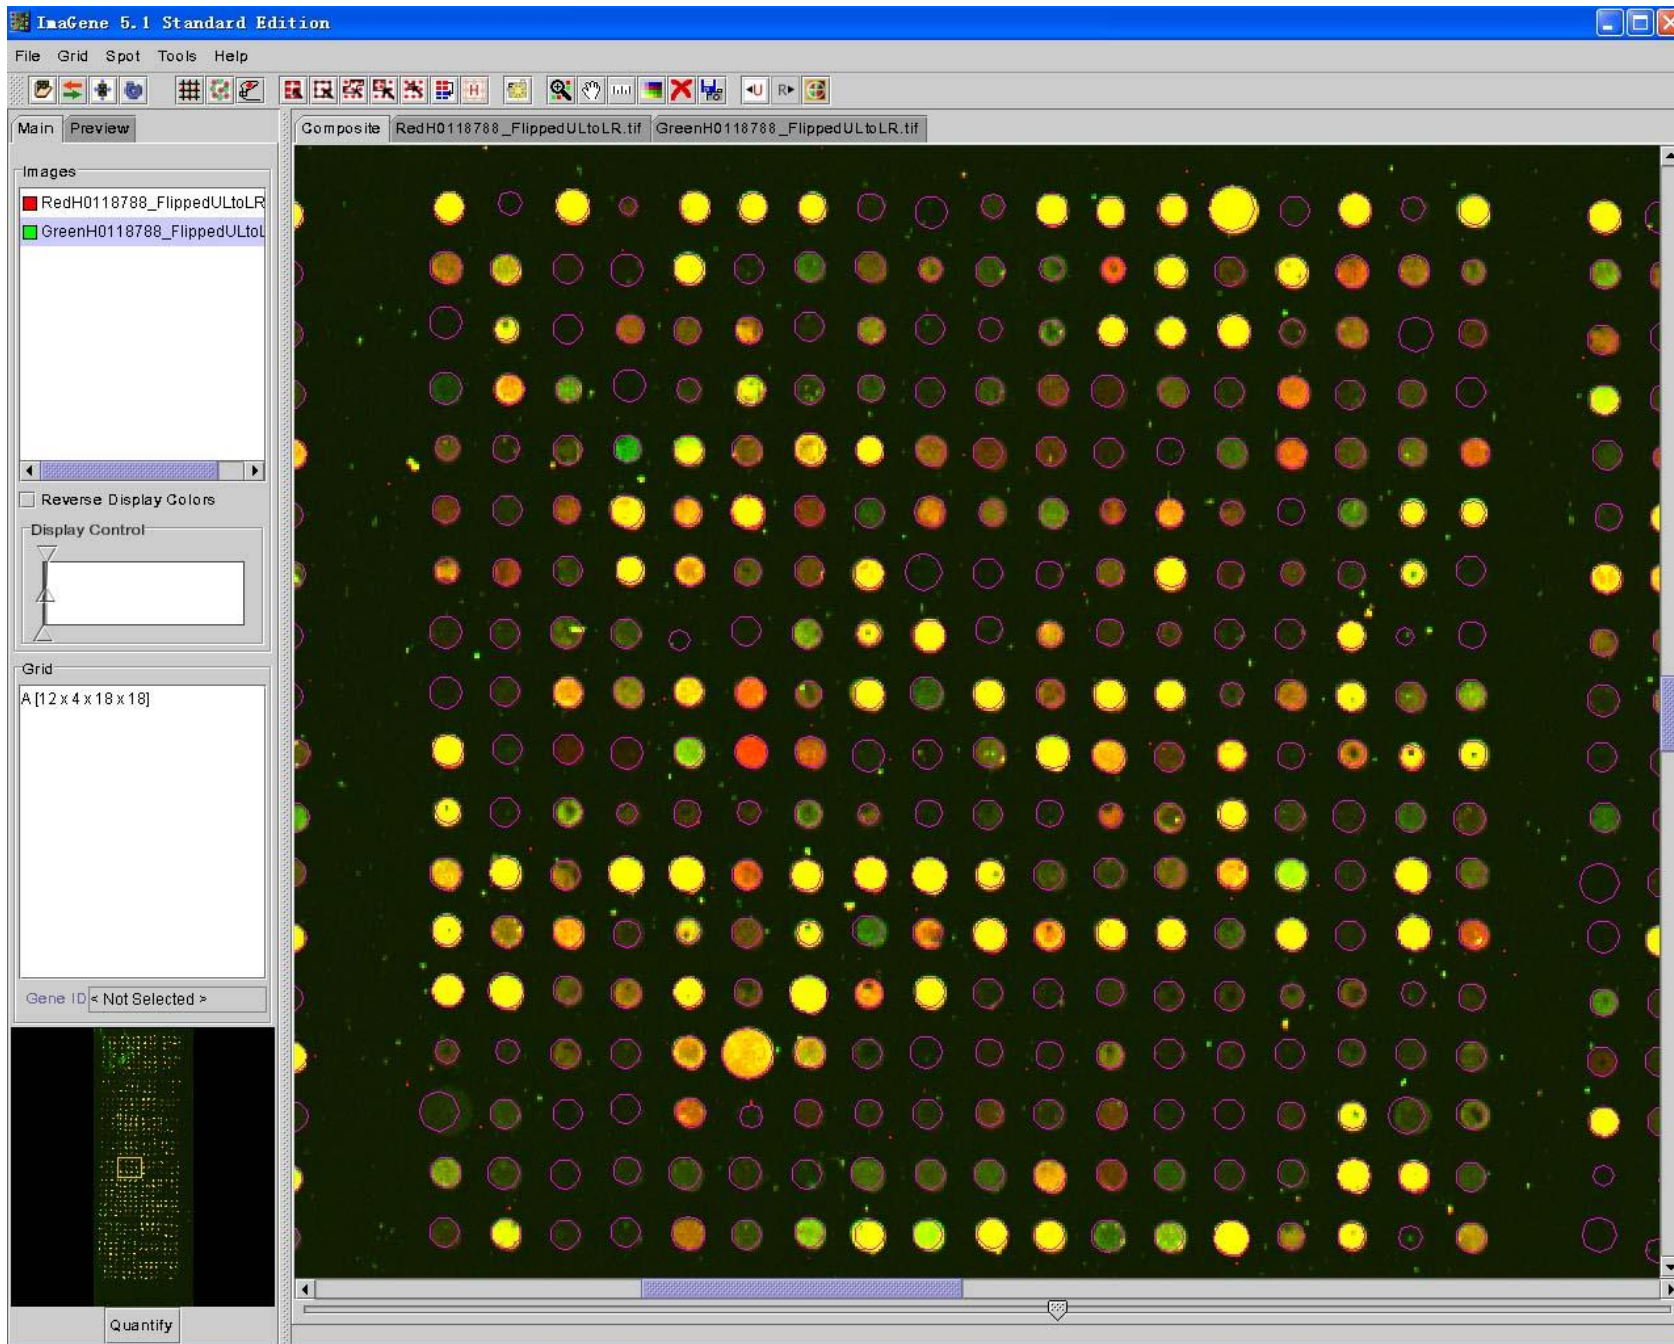 ImaGene 5.1 Standard Edition
File Grid Spot Tools Help
H
U R
Main Preview
Composite RedH0118788_FlippedULtoLR.tif GreenH0118788_FlippedULtoLR.tif
Images
RedH0118788_FlippedULtoLR
GreenH0118788_FlippedULtoL
Reverse Display Colors
Display Control
Grid
A [12 x 4 x 18 x 18]
Gene ID < Not Selected >
Quantify